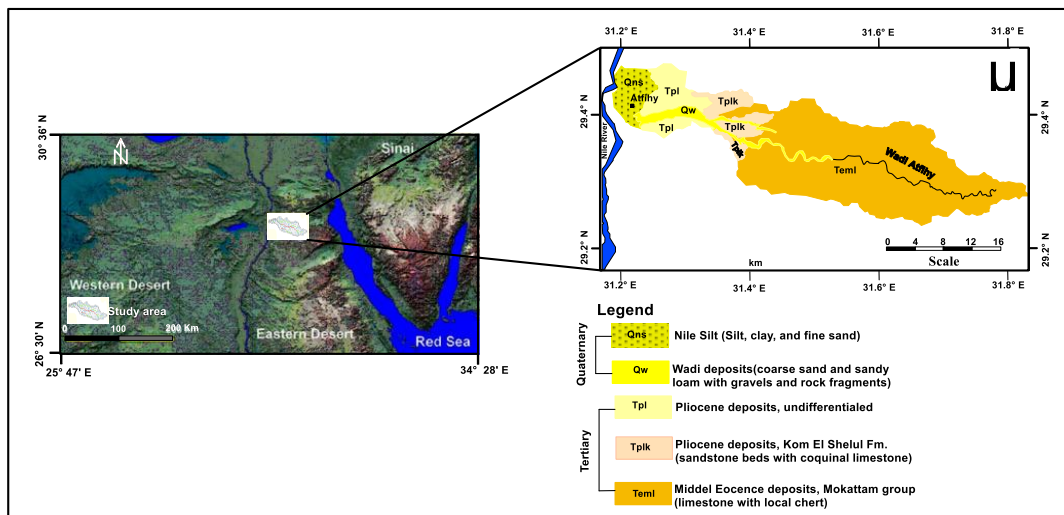 31.2° E
31.4° E
31.6° E
31.8° E
Qns
Tpl
Atfihy
Tplk
Qw
Tpl
Tplk
Tplk
Teml
Wadi Atfihy
Nile River
29.4° N
29.2° N
29.4° N
29.2° N
0 4 8 12 16
Scale
km
31.2° E
31.4° E
31.6° E
31.8° E
30° 36' N
N
Sinai
Western Desert
Study area
0 100 200 Km
Eastern Desert
Red Sea
26° 30' N
25° 47' E
34° 28' E
Legend
Quaternary
Qns
Nile Silt (Silt, clay, and fine sand)
Qw
Wadi deposits(coarse sand and sandy
loam with gravels and rock fragments)
Tertiary
Tpl
Pliocene deposits, undifferentialed
Tplk
Pliocene deposits, Kom El Shelul Fm.
(sandstone beds with coquinal limestone)
Teml
Middel Eocence deposits, Mokattam group
(limestone with local chert)